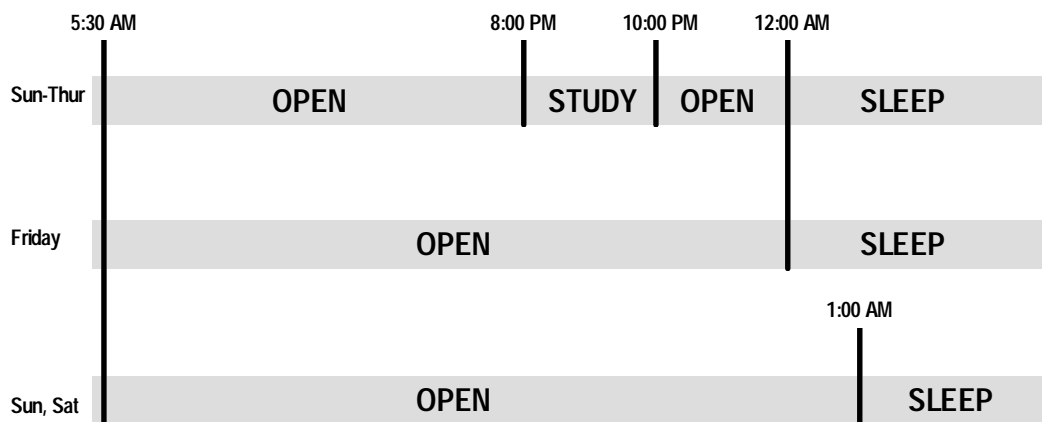 5:30 AM 8:00 PM 10:00 PM 12:00 AM
Sun-Thur OPEN STUDY OPEN SLEEP
Friday OPEN SLEEP
1:00 AM
Sun, Sat OPEN SLEEP